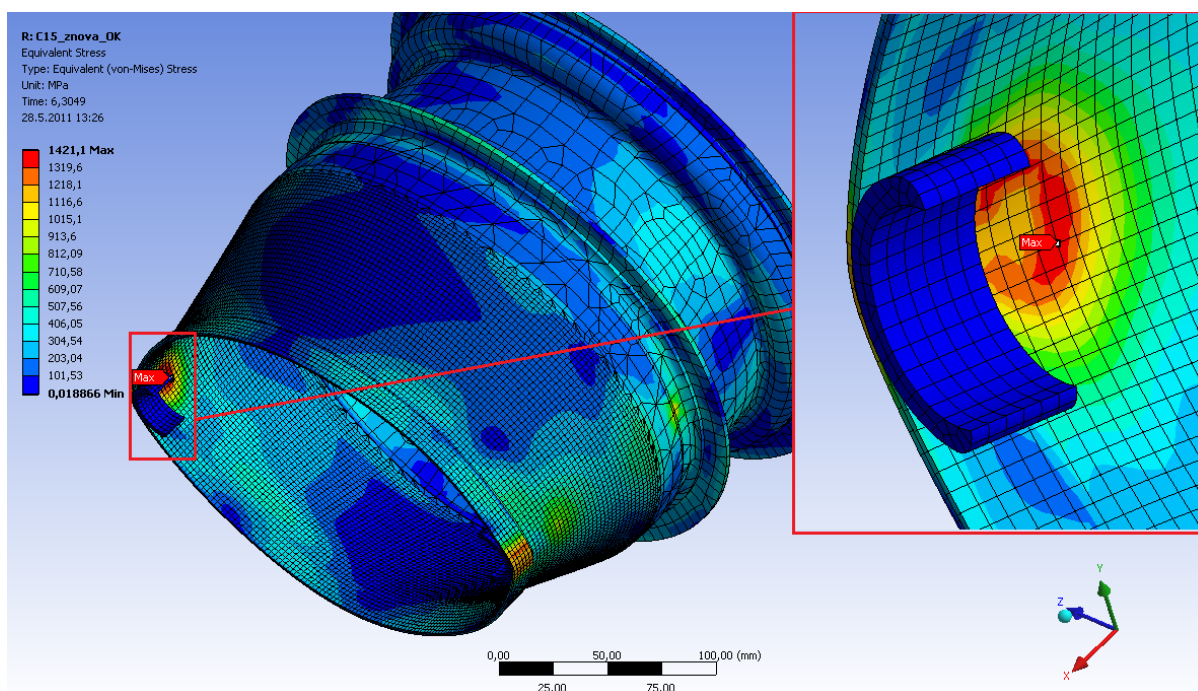 R: C15_znova_OK
Equivalent Stress
Type: Equivalent (von-Mises) Stress
Unit: MPa
Time: 6,3049
28.5.2011 13:26
1421,1 Max
1319,6
1218,1
1116,6
1015,1
913,6
812,09
710,58
609,07
507,56
406,05
304,54
203,04
101,53
0,018866 Min
Max
Max
0,00 50,00 100,00 (mm)
25,00 75,00
Y
Z
X